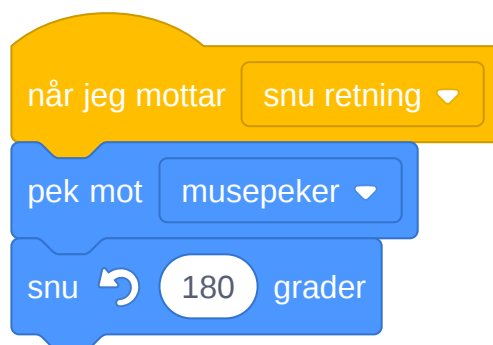 når jeg mottar snu retning
pek mot musepeker
snu 180 grader